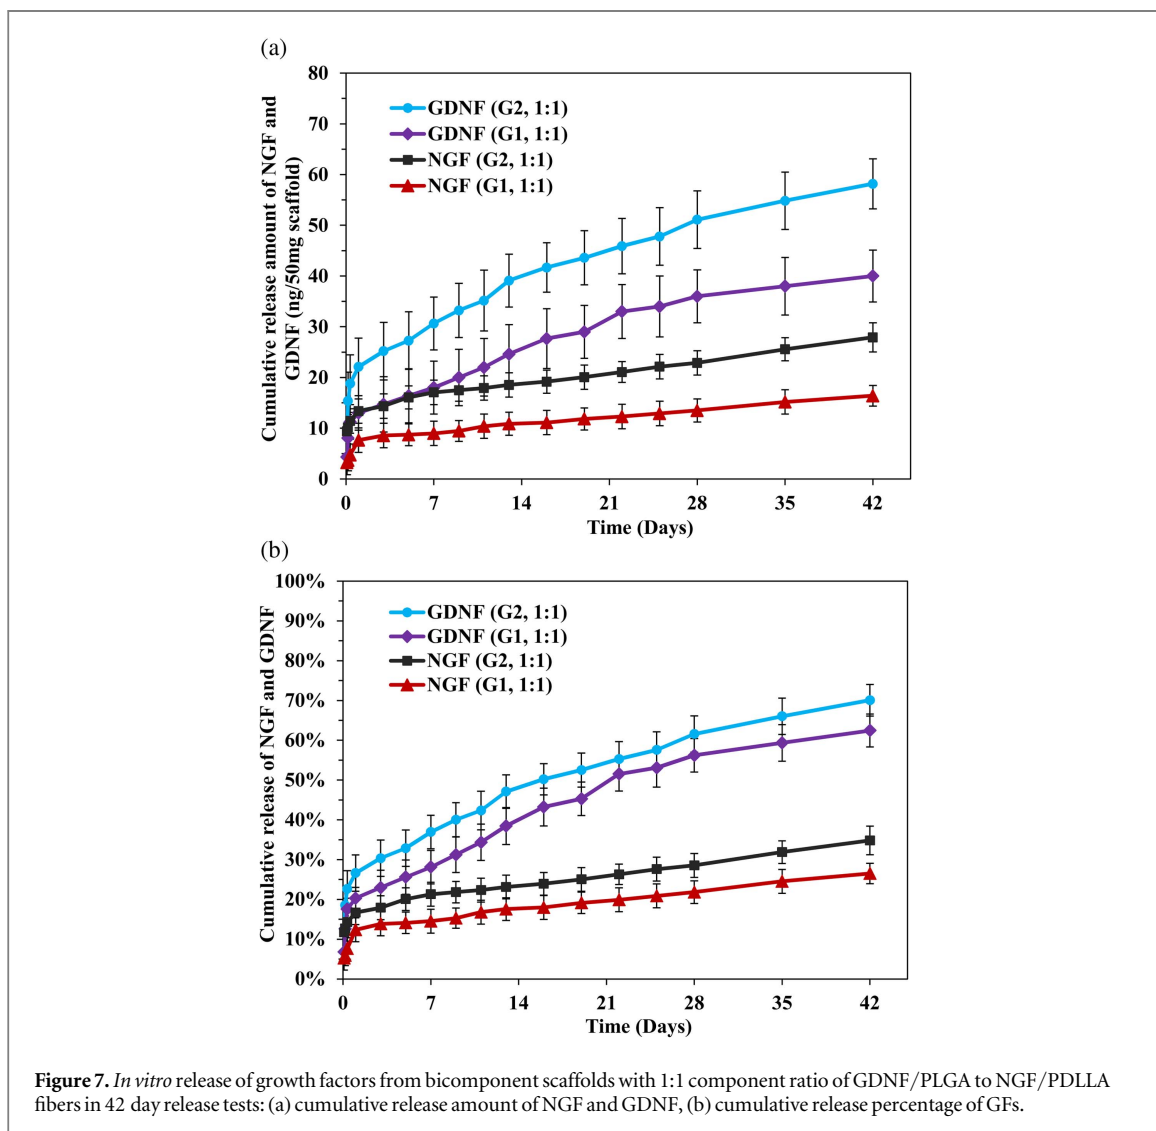 (a)
80
70
60
50
40
30
20
10
0
Cumulative release amount of NGF and
GDNF (ng/50mg scaffold)
GDNF (G2, 1:1)
GDNF (G1, 1:1)
NGF (G2, 1:1)
NGF (G1, 1:1)
0 7 14 21 28 35 42
Time (Days)
(b)
100%
90%
80%
70%
60%
50%
40%
30%
20%
10%
0%
Cumulative release of NGF and GDNF
GDNF (G2, 1:1)
GDNF (G1, 1:1)
NGF (G2, 1:1)
NGF (G1, 1:1)
0 7 14 21 28 35 42
Time (Days)
Figure 7. In vitro release of growth factors from bicomponent scaffolds with 1:1 component ratio of GDNF/PLGA to NGF/PDLLA
fibers in 42 day release tests: (a) cumulative release amount of NGF and GDNF, (b) cumulative release percentage of GFs.